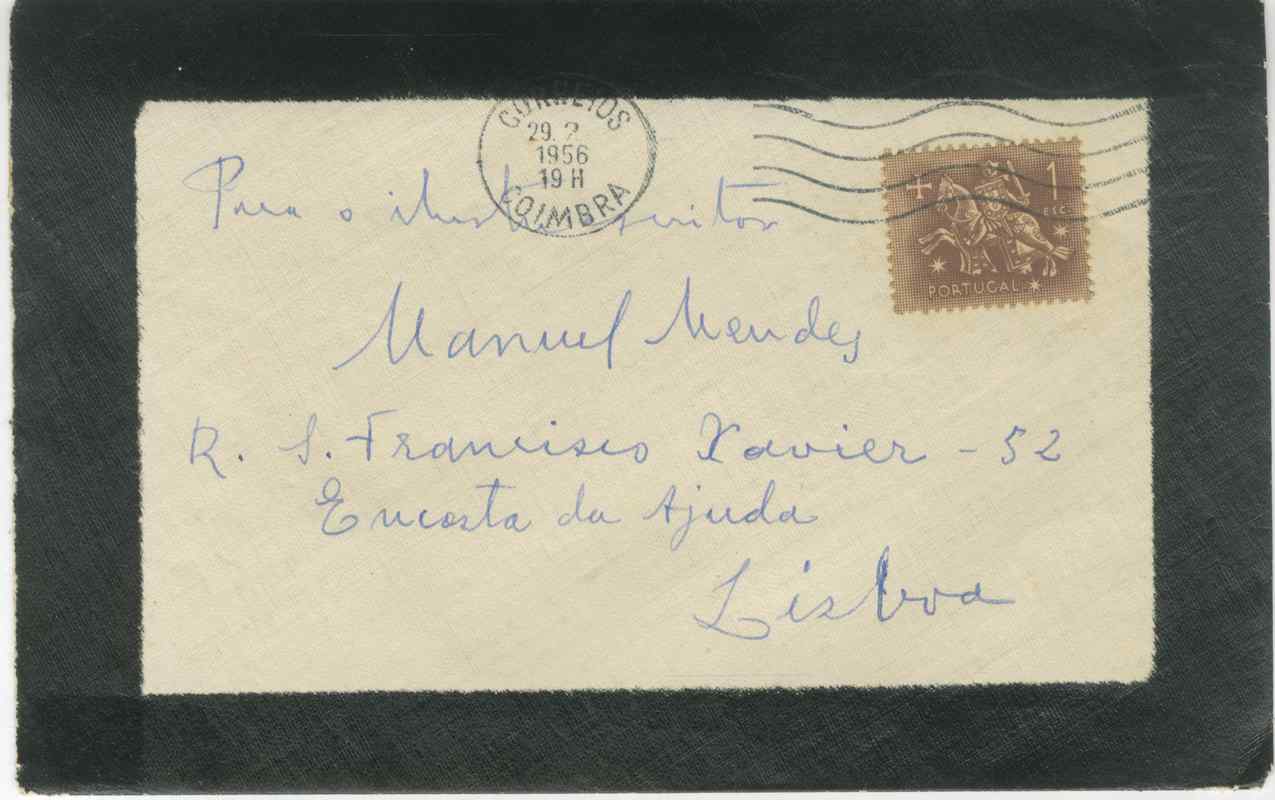 CORREIOS
29. 2
1956
19 H
COIMBRA
1
ESC.
PORTUGAL
Para o ilustre escritor
Manuel Mendes
R. S. Francisco Xavier - 52
Encosta da Ajuda
Lisboa